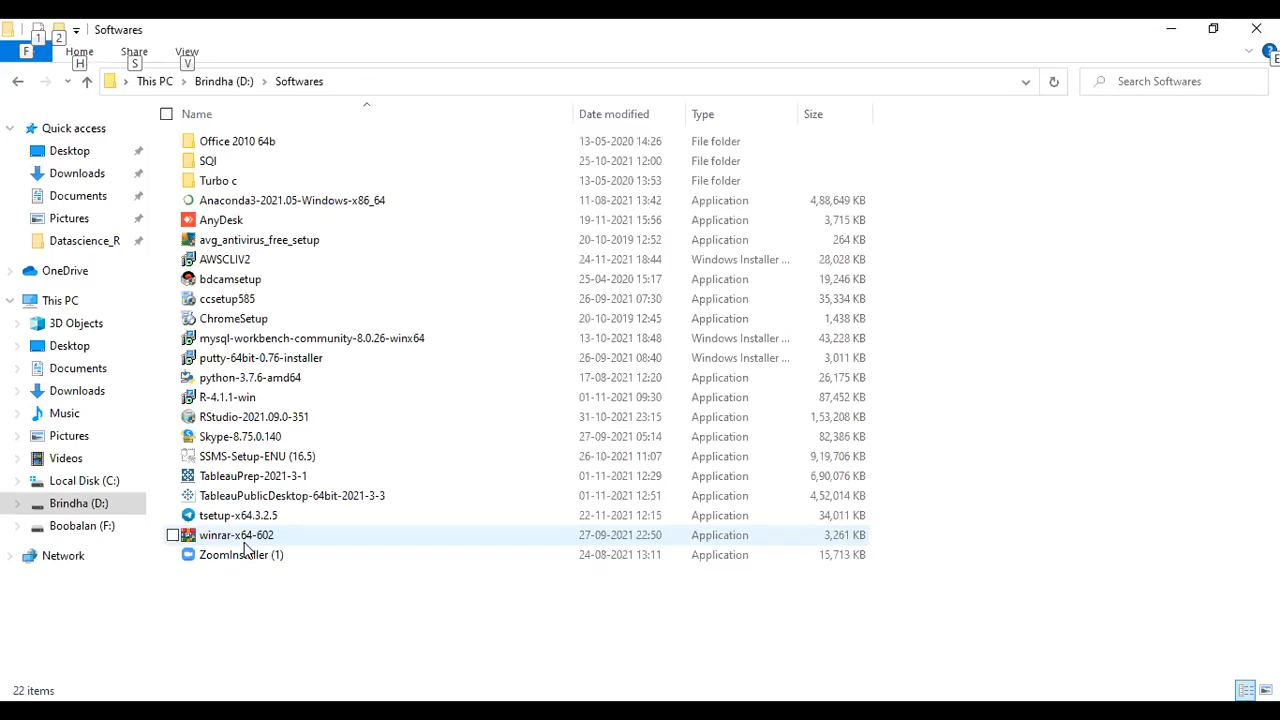 1 2 Softwares
F Home Share View
H S V E
This PC Brindha (D:) Softwares Search Softwares
Name Date modified Type Size
Quick access
Desktop
Downloads
Documents
Pictures
Datascience_R
OneDrive
This PC
3D Objects
Desktop
Documents
Downloads
Music
Pictures
Videos
Local Disk (C:)
Brindha (D:)
Boobalan (F:)
Network
Office 2010 64b 13-05-2020 14:26 File folder
SQl 25-10-2021 12:00 File folder
Turbo c 13-05-2020 13:53 File folder
Anaconda3-2021.05-Windows-x86_64 11-08-2021 13:42 Application 4,88,649 KB
AnyDesk 19-11-2021 15:56 Application 3,715 KB
avg_antivirus_free_setup 20-10-2019 12:52 Application 264 KB
AWSCLIV2 24-11-2021 18:44 Windows Installer ... 28,028 KB
bdcamsetup 25-04-2020 15:17 Application 19,246 KB
ccsetup585 26-09-2021 07:30 Application 35,334 KB
ChromeSetup 20-10-2019 12:45 Application 1,438 KB
mysql-workbench-community-8.0.26-winx64 13-10-2021 18:48 Windows Installer ... 43,228 KB
putty-64bit-0.76-installer 26-09-2021 08:40 Windows Installer ... 3,011 KB
python-3.7.6-amd64 17-08-2021 12:20 Application 26,175 KB
R-4.1.1-win 01-11-2021 09:30 Application 87,452 KB
RStudio-2021.09.0-351 31-10-2021 23:15 Application 1,53,208 KB
Skype-8.75.0.140 27-09-2021 05:14 Application 82,386 KB
SSMS-Setup-ENU (16.5) 26-10-2021 11:07 Application 9,19,706 KB
TableauPrep-2021-3-1 01-11-2021 12:29 Application 6,90,076 KB
TableauPublicDesktop-64bit-2021-3-3 01-11-2021 12:51 Application 4,52,014 KB
tsetup-x64.3.2.5 22-11-2021 12:15 Application 34,011 KB
winrar-x64-602 27-09-2021 22:50 Application 3,261 KB
ZoomInstaller (1) 24-08-2021 13:11 Application 15,713 KB
22 items